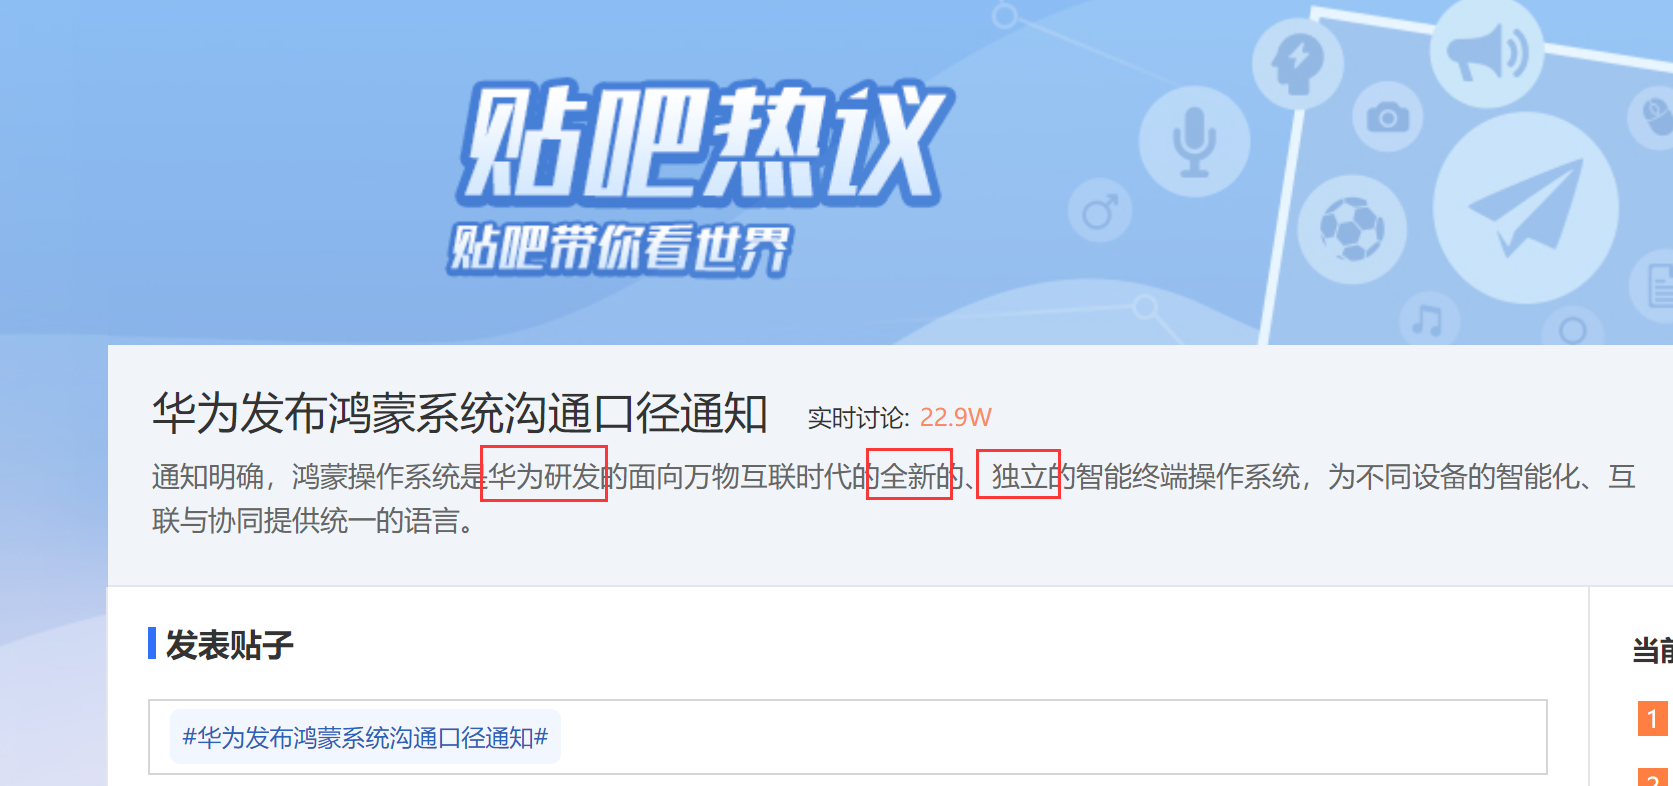 贴吧热议
贴吧带你看世界
华为发布鸿蒙系统沟通口径通知 实时讨论: 22.9W
通知明确，鸿蒙操作系统是华为研发的面向万物互联时代的全新的、独立的智能终端操作系统，为不同设备的智能化、互
联与协同提供统一的语言。
发表贴子
当前
#华为发布鸿蒙系统沟通口径通知#
1
2